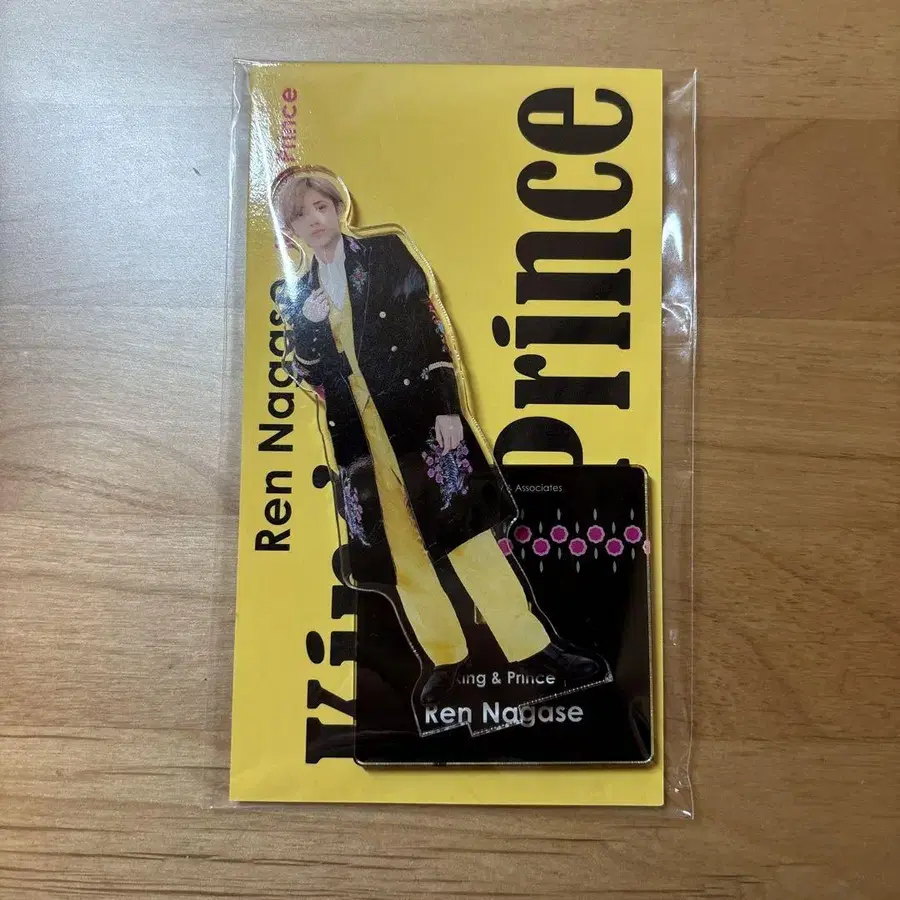 Prince
Ren Nagase
Prince
& Associates
King & Prince
Ren Nagase